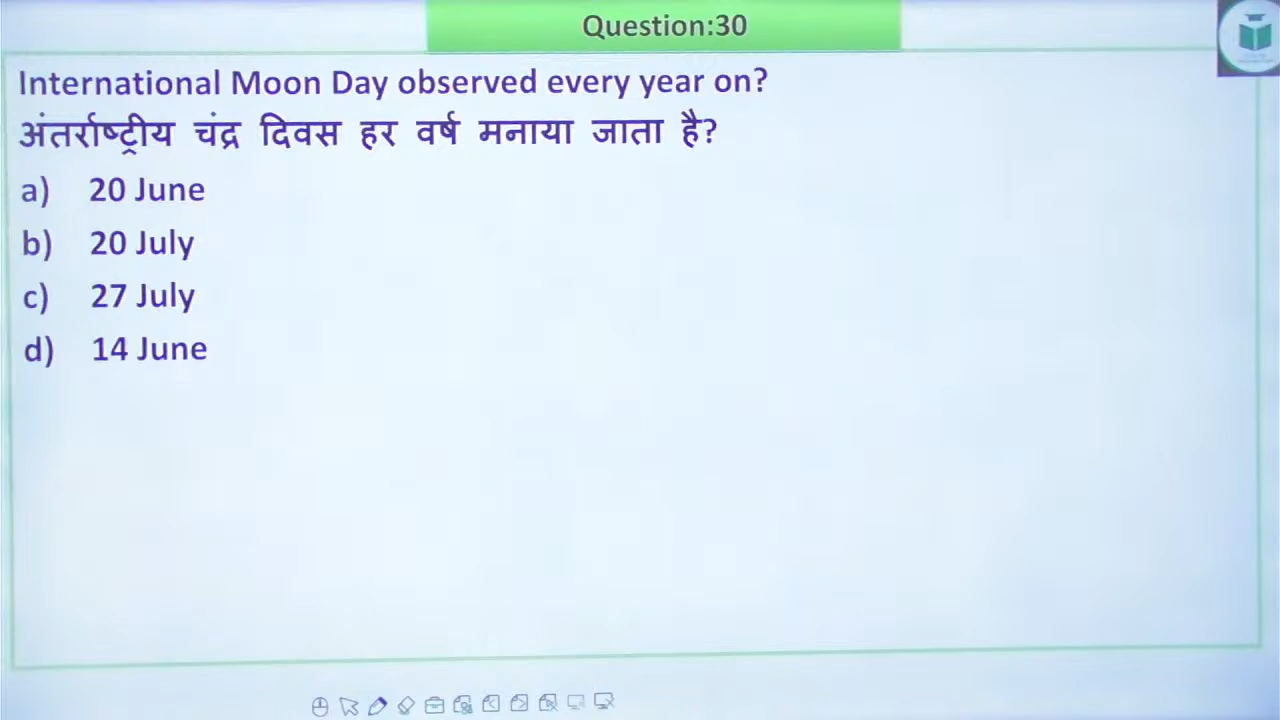 Question:30
International Moon Day observed every year on?
अंतर्राष्ट्रीय चंद्र दिवस हर वर्ष मनाया जाता है?
a) 20 June
b) 20 July
c) 27 July
d) 14 June